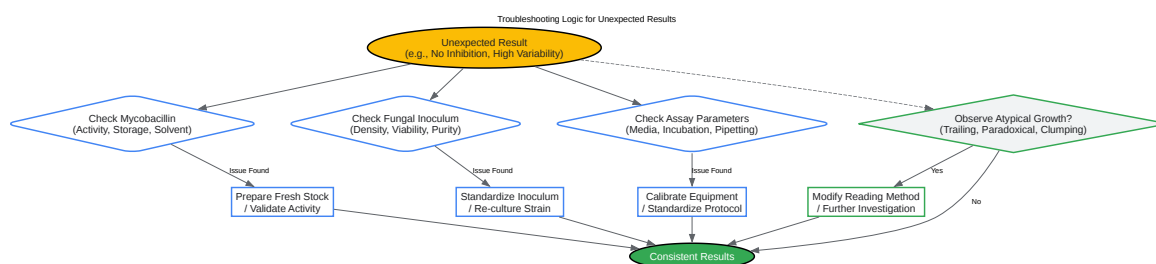 Troubleshooting Logic for Unexpected Results
Unexpected Result
(e.g., No Inhibition, High Variability)
Check Mycobacillin
(Activity, Storage, Solvent)
Check Fungal Inoculum
(Density, Viability, Purity)
Check Assay Parameters
(Media, Incubation, Pipetting)
Observe Atypical Growth?
(Trailing, Paradoxical, Clumping)
Issue Found
Issue Found
Issue Found
Yes
No
Prepare Fresh Stock
/ Validate Activity
Standardize Inoculum
/ Re-culture Strain
Calibrate Equipment
/ Standardize Protocol
Modify Reading Method
/ Further Investigation
Consistent Results